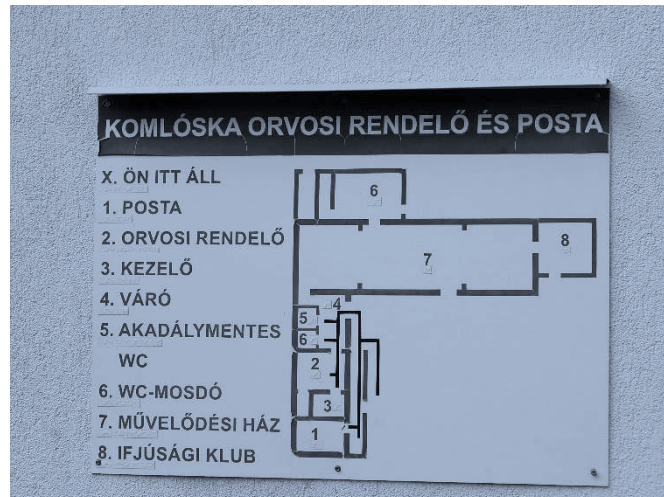 KOMLÓSKA ORVOSI RENDELŐ ÉS POSTA
X. ÖN ITT ÁLL
1. POSTA
2. ORVOSI RENDELŐ
3. KEZELŐ
4. VÁRÓ
5. AKADÁLYMENTES
WC
6. WC-MOSDÓ
7. MŰVELŐDÉSI HÁZ
8. IFJÚSÁGI KLUB
6
8
7
4
5
6
2
3
1